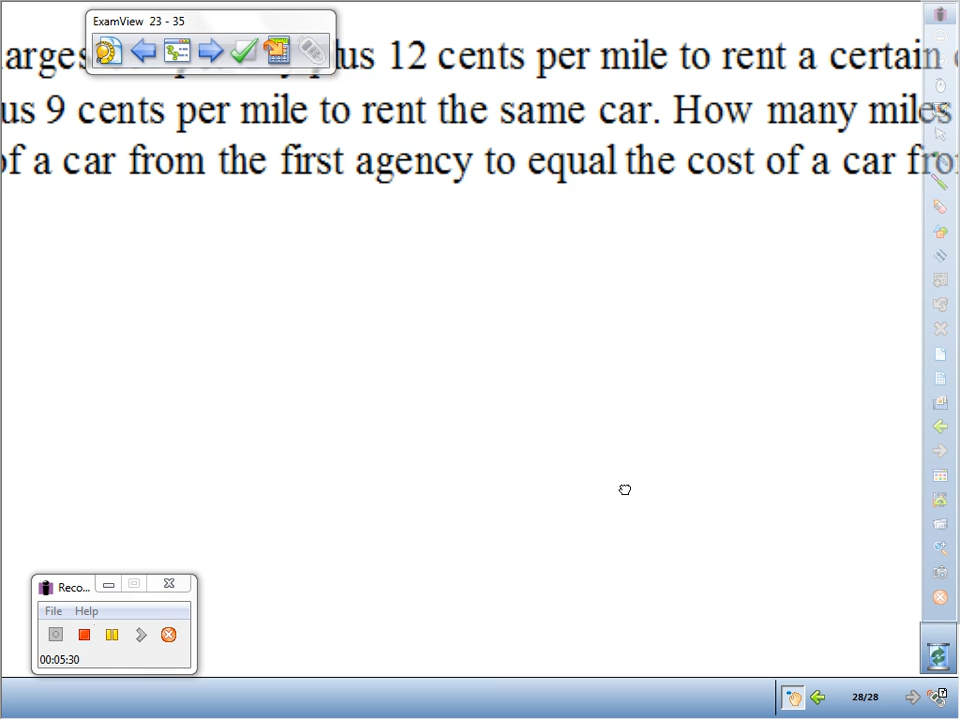 ExamView 23 - 35
arges plus 12 cents per mile to rent a certain
us 9 cents per mile to rent the same car. How many miles
of a car from the first agency to equal the cost of a car fro
Reco...
File Help
00:05:30
28/28